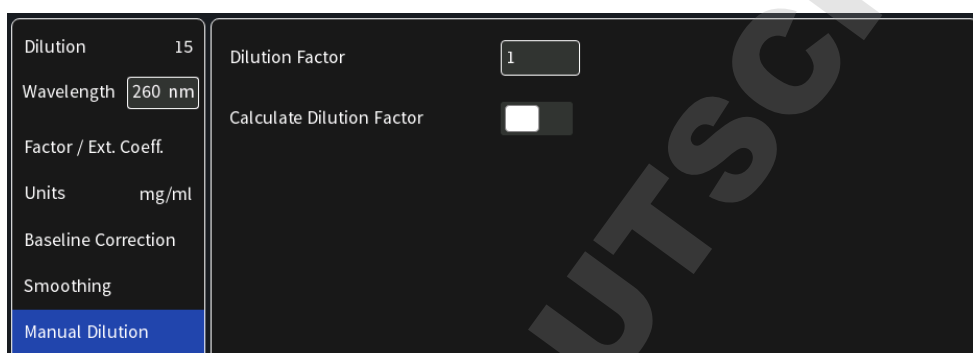 Dilution 15
Wavelength 260 nm
Factor / Ext. Coeff.
Units mg/ml
Baseline Correction
Smoothing
Manual Dilution
Dilution Factor 1
Calculate Dilution Factor
UTSC